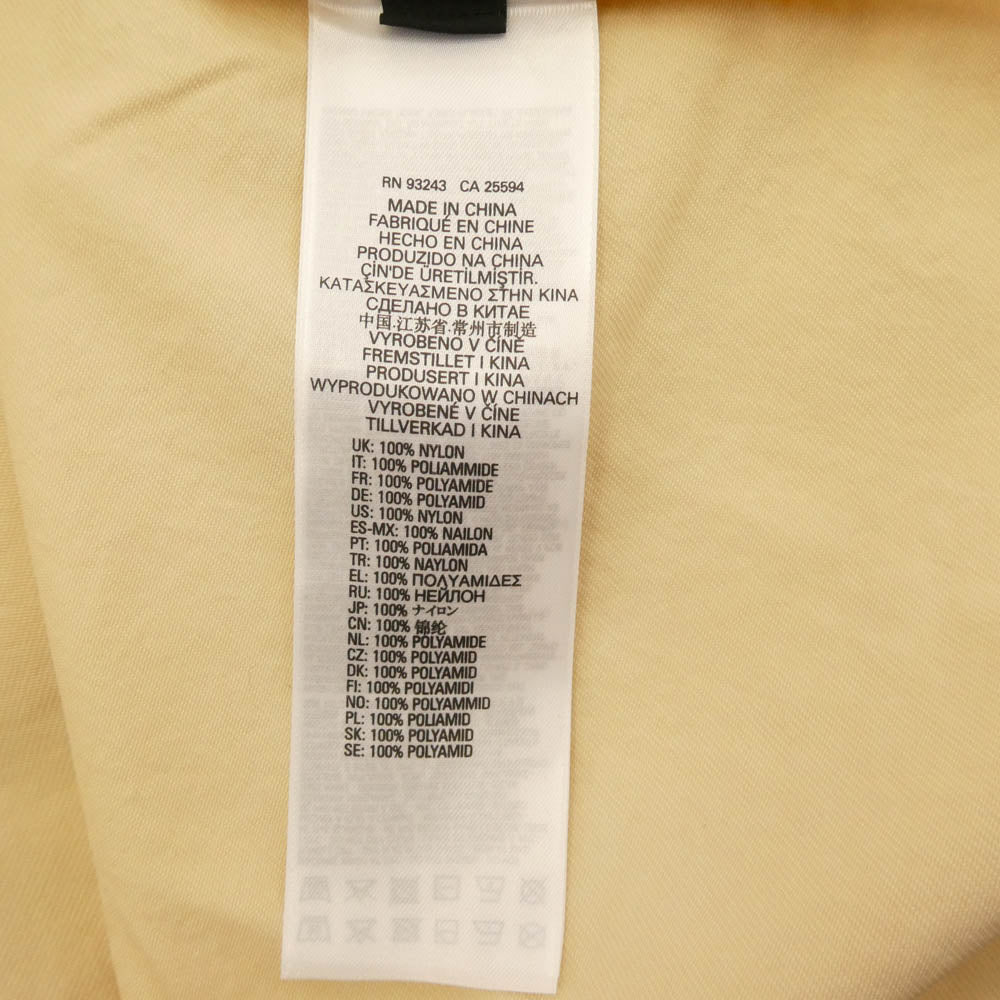 RN 93243 CA 25594
MADE IN CHINA
FABRIQUÉ EN CHINE
HECHO EN CHINA
PRODUZIDO NA CHINA
ÇİN'DE ÜRETİLMİŞTİR.
ΚΑΤΑΣΚΕΥΑΣΜΕΝΟ ΣΤΗΝ ΚΙΝΑ
СДЕЛАНО В КИТАЕ
中国.江苏省.常州市制造
VYROBENO V ČÍNĚ
FREMSTILLET I KINA
PRODUSERT I KINA
WYPRODUKOWANO W CHINACH
VYROBENÉ V ČÍNE
TILLVERKAD I KINA
UK: 100% NYLON
IT: 100% POLIAMMIDE
FR: 100% POLYAMIDE
DE: 100% POLYAMID
US: 100% NYLON
ES-MX: 100% NAILON
PT: 100% POLIAMIDA
TR: 100% NAYLON
EL: 100% ΠΟΛΥΑΜΙΔΕΣ
RU: 100% НЕЙЛОН
JP: 100% ナイロン
CN: 100% 锦纶
NL: 100% POLYAMIDE
CZ: 100% POLYAMID
DK: 100% POLYAMID
FI: 100% POLYAMIDI
NO: 100% POLYAMMID
PL: 100% POLIAMID
SK: 100% POLYAMID
SE: 100% POLYAMID